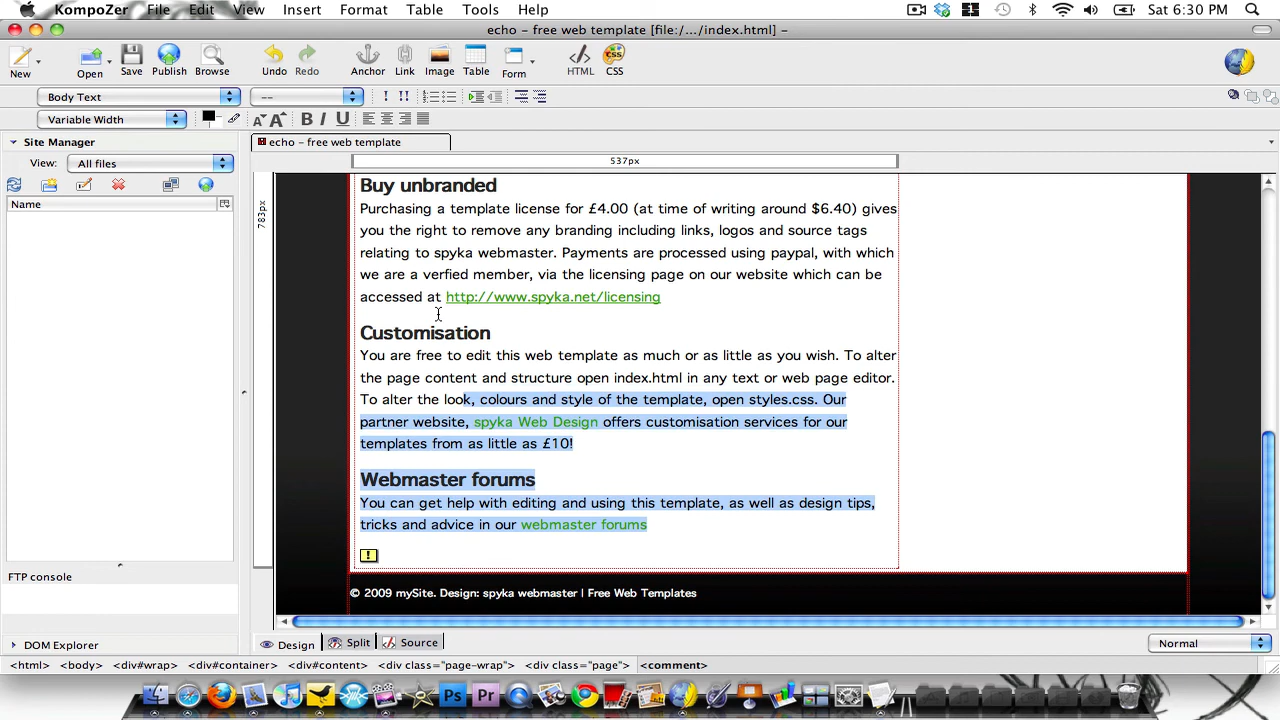 KompoZer File Edit View Insert Format Table Tools Help Sat 6:30 PM
echo – free web template [file:/.../index.html] –
New Open Save Publish Browse Undo Redo Anchor Link Image Table Form HTML CSS
Body Text --
Variable Width B I U
Site Manager echo – free web template
View: All files 537px
Name
783px
Buy unbranded
Purchasing a template license for £4.00 (at time of writing around $6.40) gives
you the right to remove any branding including links, logos and source tags
relating to spyka webmaster. Payments are processed using paypal, with which
we are a verfied member, via the licensing page on our website which can be
accessed at http://www.spyka.net/licensing
Customisation
You are free to edit this web template as much or as little as you wish. To alter
the page content and structure open index.html in any text or web page editor.
To alter the look, colours and style of the template, open styles.css. Our
partner website, spyka Web Design offers customisation services for our
templates from as little as £10!
Webmaster forums
You can get help with editing and using this template, as well as design tips,
tricks and advice in our webmaster forums
!
FTP console
© 2009 mySite. Design: spyka webmaster | Free Web Templates
DOM Explorer Design Split Source Normal
<html> <body> <div#wrap> <div#container> <div#content> <div class="page-wrap"> <div class="page"> <comment>
Ps Pr